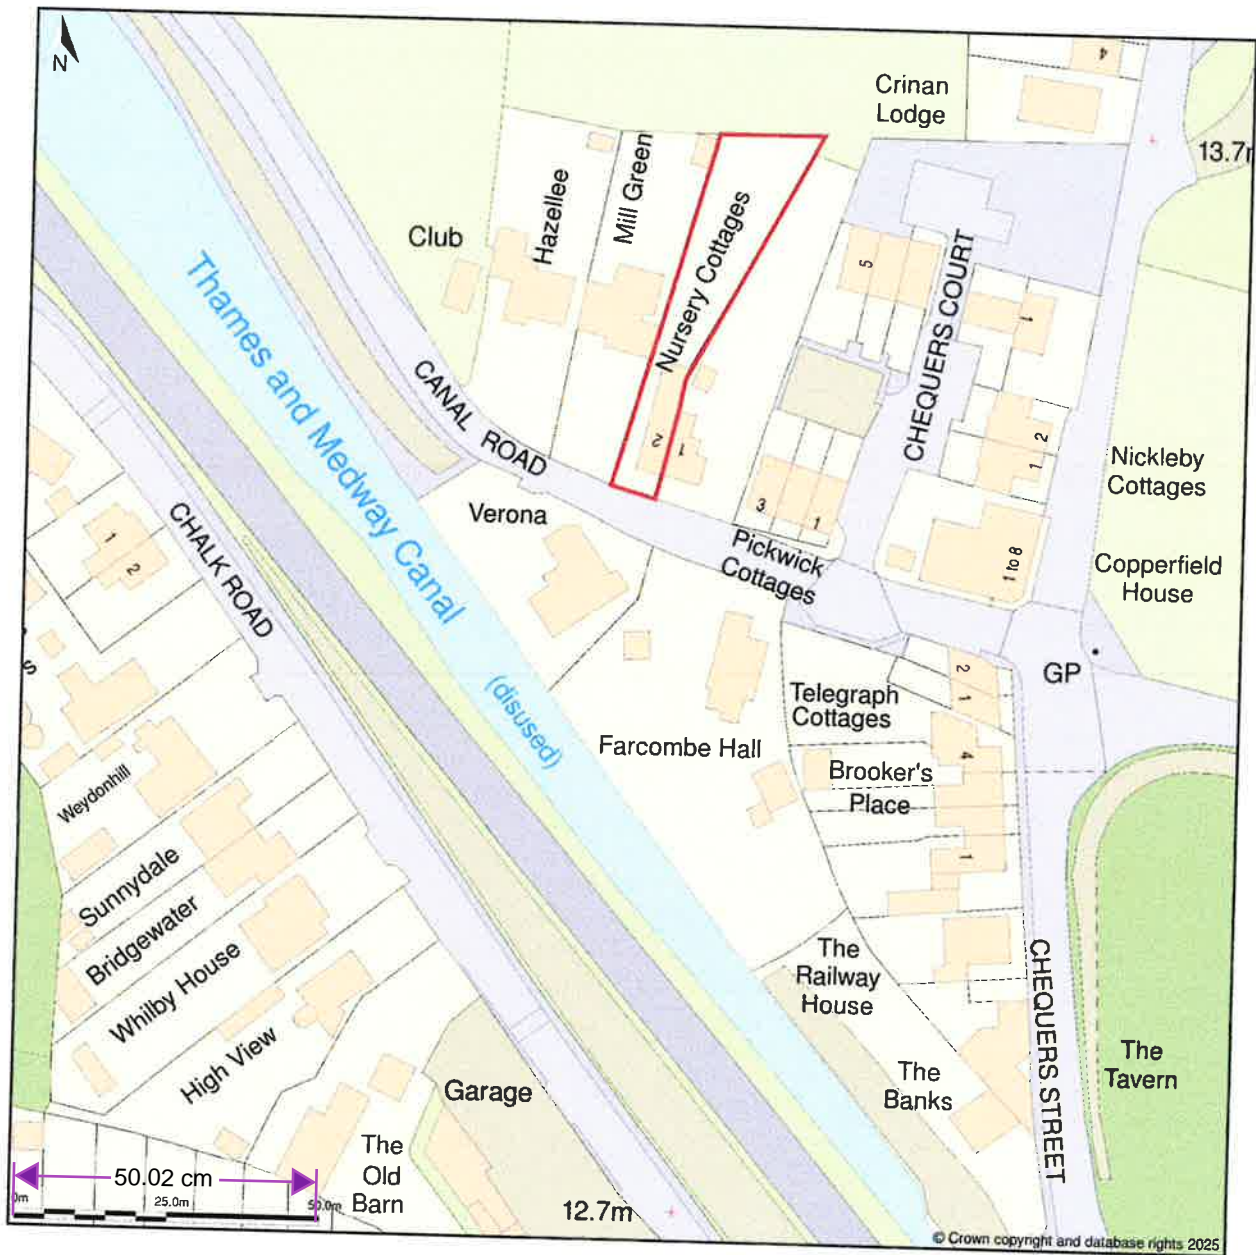 N
4
Crinan
Lodge
13.7
Mill Green
Hazellee
Club
Nursery Cottages
5
CHEQUERS COURT
1
Thames and Medway Canal
(disused)
CANAL ROAD
2
1
2
1
Nickleby
Cottages
Verona
3
1
Pickwick
Cottages
1 to 8
Copperfield
House
CHALK ROAD
1
2
S
GP
2
1
Telegraph
Cottages
Farcombe Hall
4
Brooker's
Place
1
Weydonhill
Sunnydale
Bridgewater
Whilby House
High View
The
Railway
House
CHEQUERS STREET
The
Tavern
The
Banks
Garage
The
Old
Barn
50.02 cm
0m
25.0m
50.0m
12.7m
© Crown copyright and database rights 2025